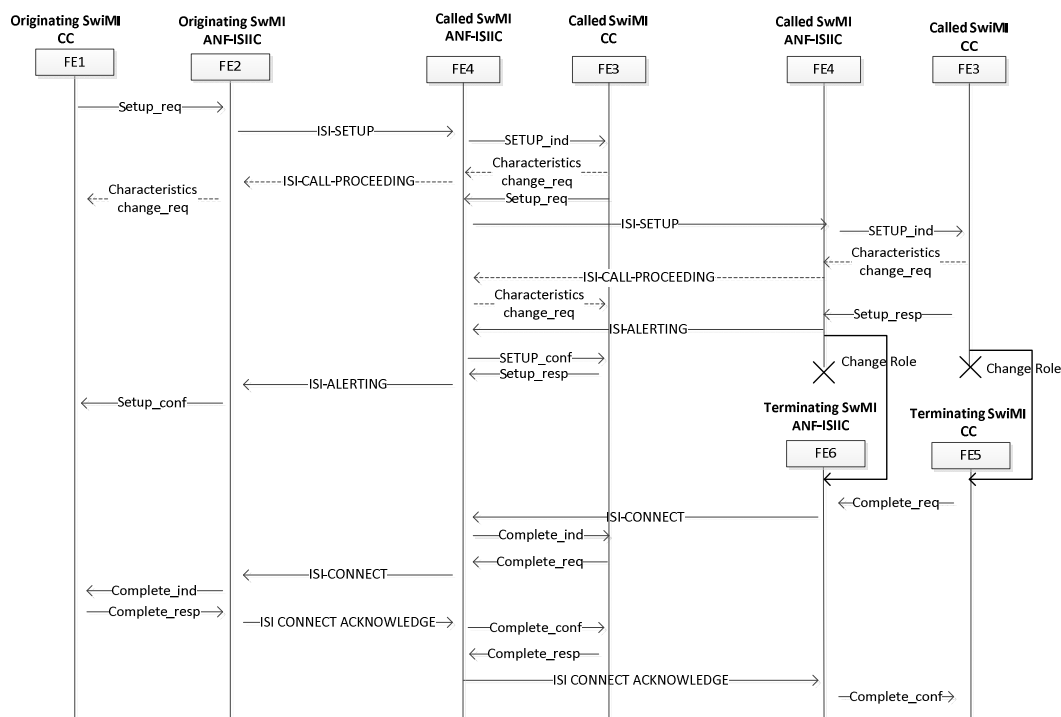 Originating SwiMI
CC
Originating SwMI
ANF-ISIIC
Called SwMI
ANF-ISIIC
Called SwiMI
CC
Called SwMI
ANF-ISIIC
Called SwiMI
CC
FE1
FE2
FE4
FE3
FE4
FE3
Setup_req
ISI-SETUP
SETUP_ind
Characteristics
change_req
ISI-CALL-PROCEEDING
Characteristics
change_req
Setup_req
ISI-SETUP
SETUP_ind
Characteristics
change_req
ISI-CALL-PROCEEDING
Characteristics
change_req
Setup_resp
ISI-ALERTING
SETUP_conf
Change Role
Change Role
Setup_resp
ISI-ALERTING
Setup_conf
Terminating SwMI
ANF-ISIIC
Terminating SwiMI
CC
FE6
FE5
Complete_req
ISI-CONNECT
Complete_ind
Complete_req
ISI-CONNECT
Complete_ind
Complete_resp
ISI CONNECT ACKNOWLEDGE
Complete_conf
Complete_resp
ISI CONNECT ACKNOWLEDGE
Complete_conf